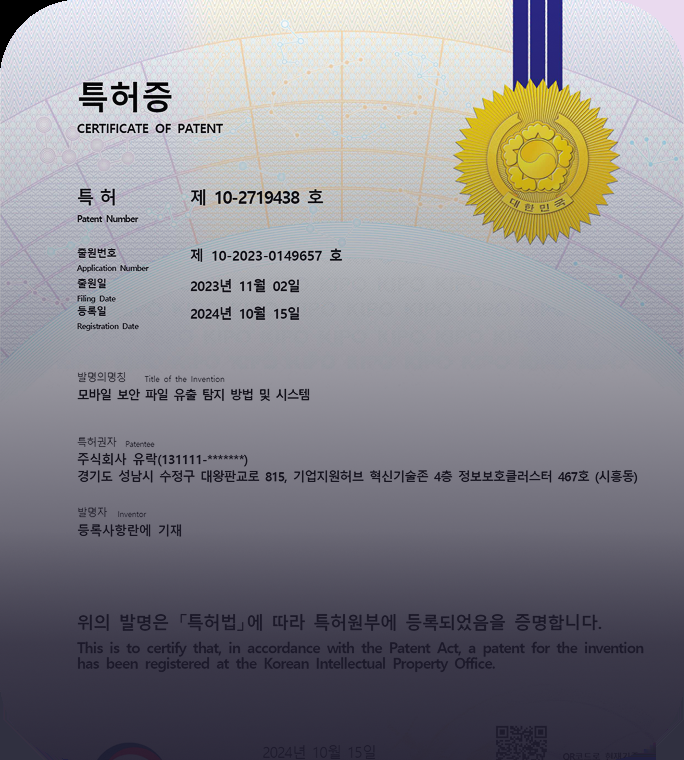 특허증
CERTIFICATE OF PATENT
대한민국
특 허 제 10-2719438 호
Patent Number
출원번호 제 10-2023-0149657 호
Application Number
출원일 2023년 11월 02일
Filing Date
등록일 2024년 10월 15일
Registration Date
발명의명칭 Title of the Invention
모바일 보안 파일 유출 탐지 방법 및 시스템
특허권자 Patentee
주식회사 유락(131111-*******)
경기도 성남시 수정구 대왕판교로 815, 기업지원허브 혁신기술존 4층 정보보호클러스터 467호 (시흥동)
발명자 Inventor
등록사항란에 기재
위의 발명은 「특허법」에 따라 특허원부에 등록되었음을 증명합니다.
This is to certify that, in accordance with the Patent Act, a patent for the invention
has been registered at the Korean Intellectual Property Office.
2024년 10월 15일